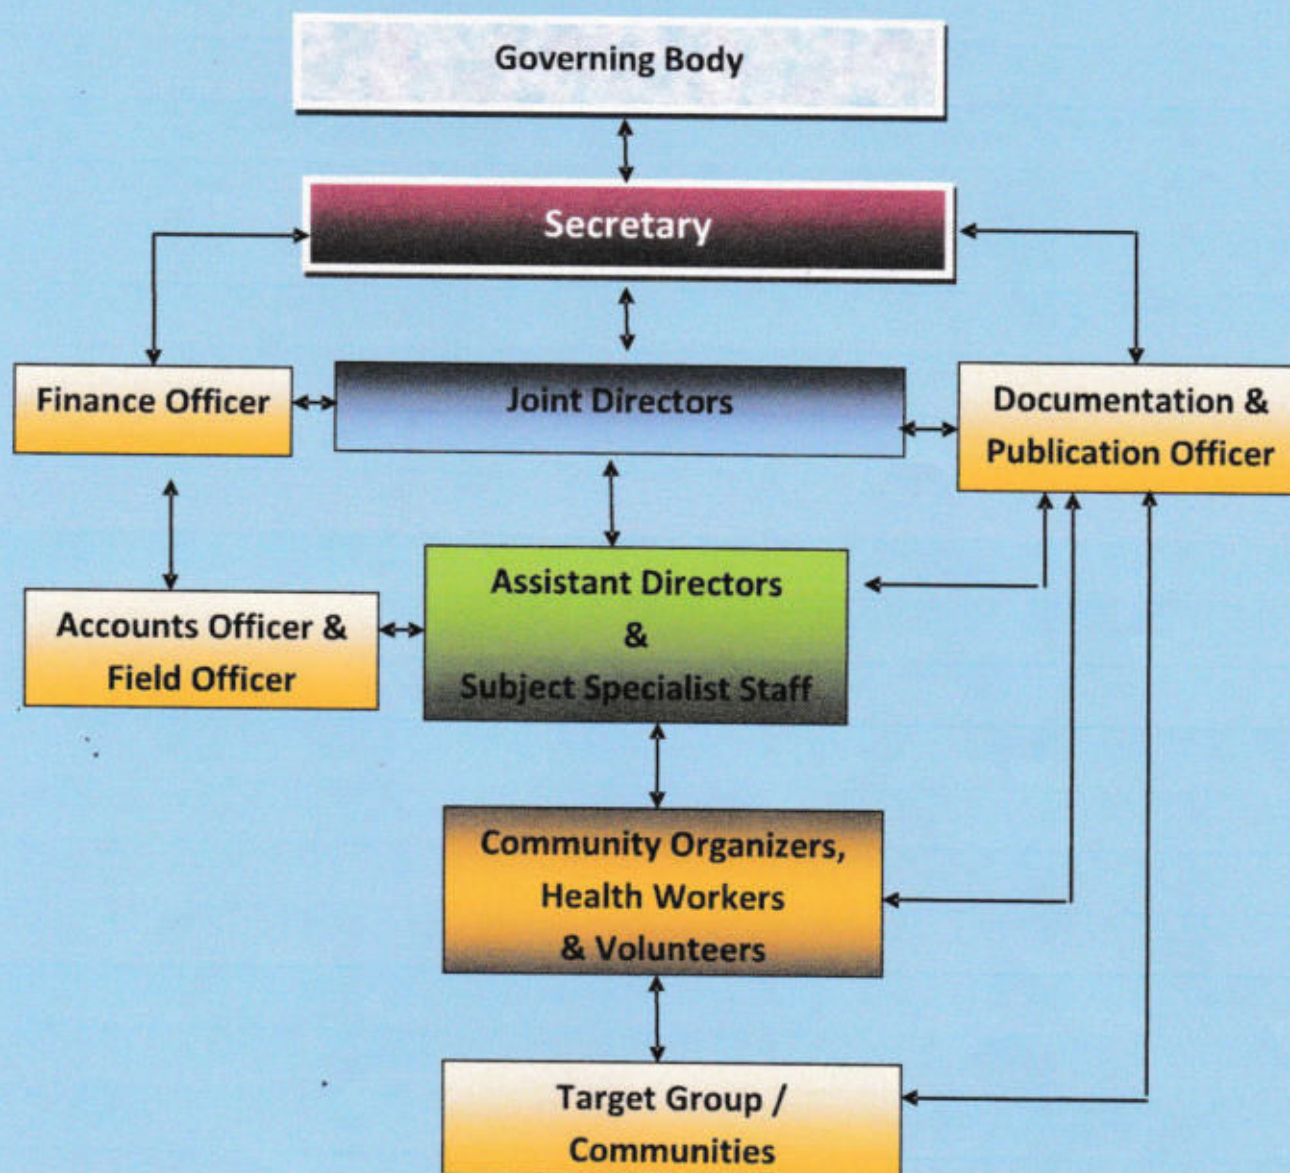 Governing Body
Secretary
Finance Officer
Joint Directors
Documentation &
Publication Officer
Accounts Officer &
Field Officer
Assistant Directors
&
Subject Specialist Staff
Community Organizers,
Health Workers
& Volunteers
Target Group /
Communities